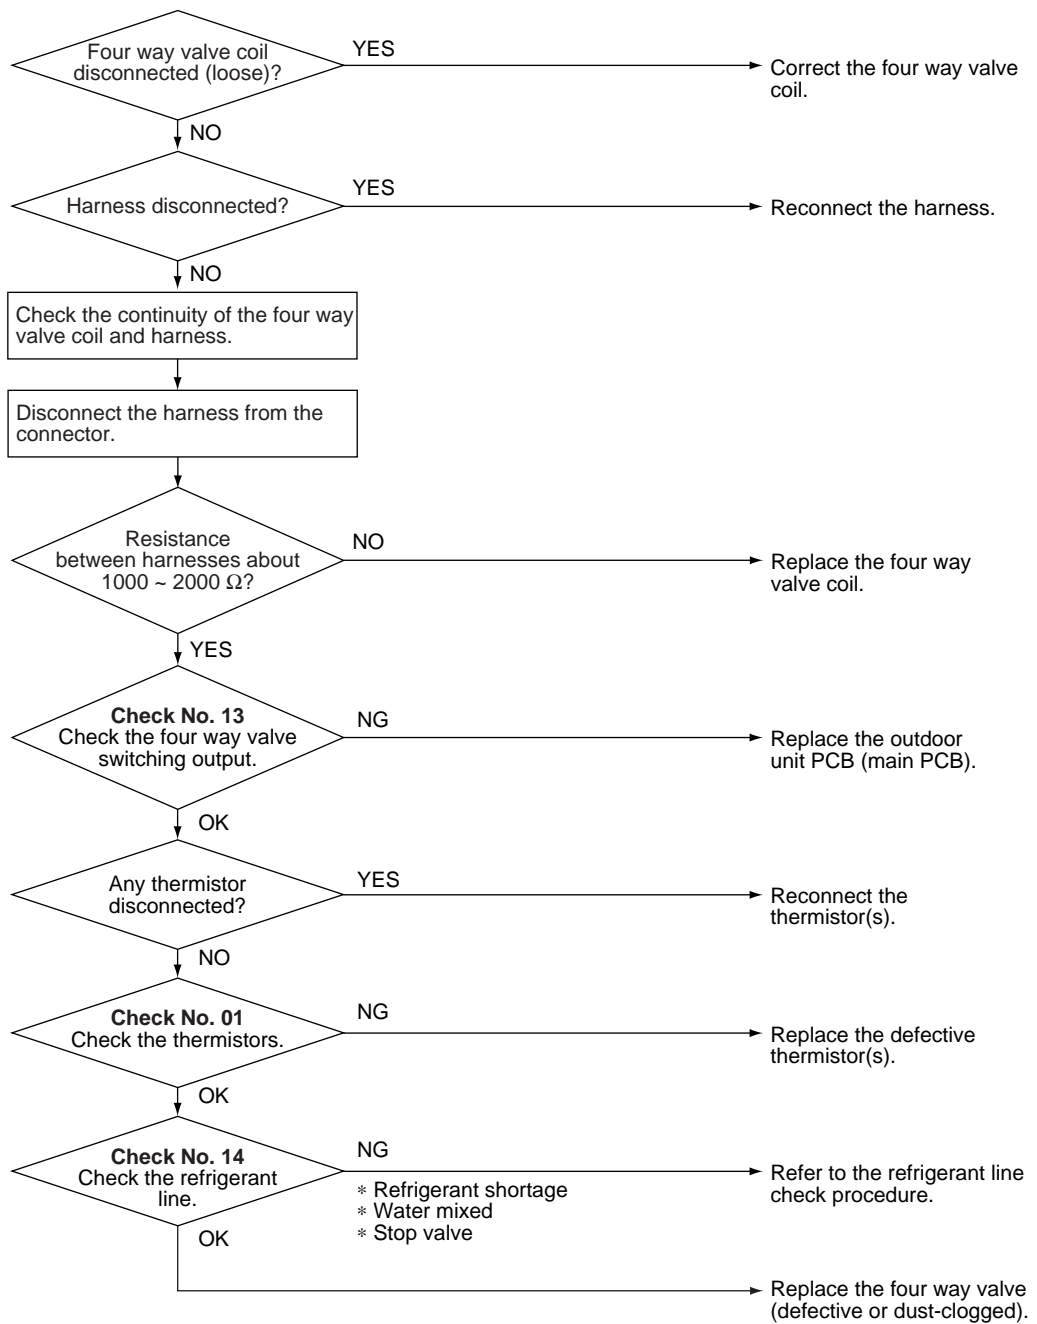 Four way valve coil
disconnected (loose)?
YES
Correct the four way valve
coil.
NO
Harness disconnected?
YES
Reconnect the harness.
NO
Check the continuity of the four way
valve coil and harness.
Disconnect the harness from the
connector.
Resistance
between harnesses about
1000 ~ 2000 Ω?
NO
Replace the four way
valve coil.
YES
Check No. 13
Check the four way valve
switching output.
NG
Replace the outdoor
unit PCB (main PCB).
OK
Any thermistor
disconnected?
YES
Reconnect the
thermistor(s).
NO
Check No. 01
Check the thermistors.
NG
Replace the defective
thermistor(s).
OK
Check No. 14
Check the refrigerant
line.
NG
∗ Refrigerant shortage
∗ Water mixed
∗ Stop valve
Refer to the refrigerant line
check procedure.
OK
Replace the four way valve
(defective or dust-clogged).